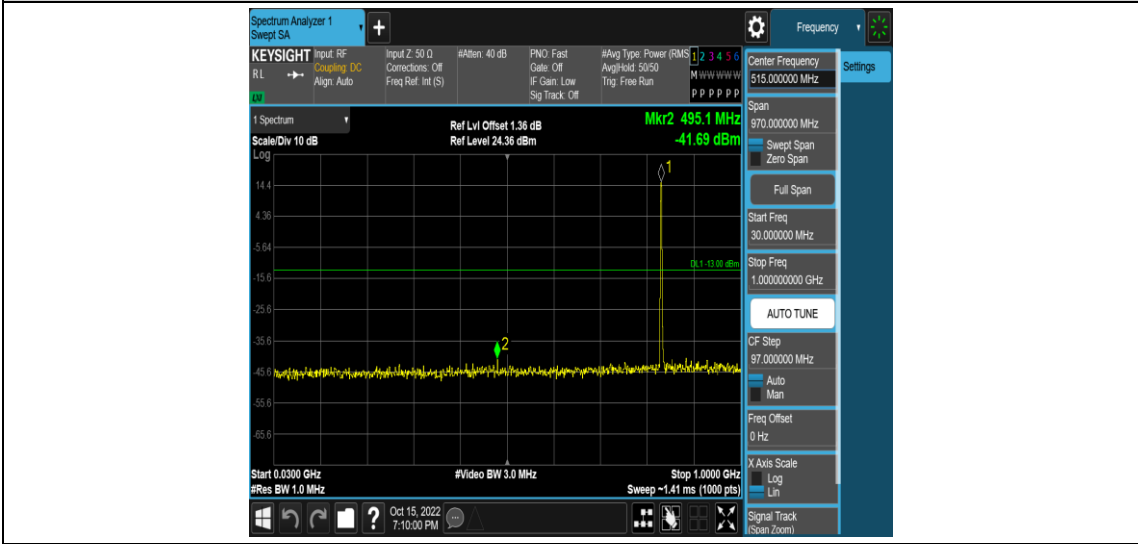 Spectrum Analyzer 1
Swept SA
+
Frequency
KEYSIGHT
RL
Input: RF
Coupling: DC
Align: Auto
Input Z: 50 Ω
Corrections: Off
Freq Ref: Int (S)
#Atten: 40 dB
PNO: Fast
Gate: Off
IF Gain: Low
Sig Track: Off
#Avg Type: Power (RMS
Avg|Hold: 50/50
Trig: Free Run
1 2 3 4 5 6
M W W W W W
P P P P P P
1 Spectrum
Scale/Div 10 dB
Log
Ref Lvl Offset 1.36 dB
Ref Level 24.36 dBm
Mkr2 495.1 MHz
-41.69 dBm
1
14.4
4.36
-5.64
DL1 -13.00 dBm
-15.6
-25.6
-35.6
2
-45.6
-55.6
-65.6
Start 0.0300 GHz
#Res BW 1.0 MHz
#Video BW 3.0 MHz
Stop 1.0000 GHz
Sweep ~1.41 ms (1000 pts)
Center Frequency
515.000000 MHz
Settings
Span
970.000000 MHz
Swept Span
Zero Span
Full Span
Start Freq
30.000000 MHz
Stop Freq
1.000000000 GHz
AUTO TUNE
CF Step
97.000000 MHz
Auto
Man
Freq Offset
0 Hz
X Axis Scale
Log
Lin
Signal Track
(Span Zoom)
?
Oct 15, 2022
7:10:00 PM